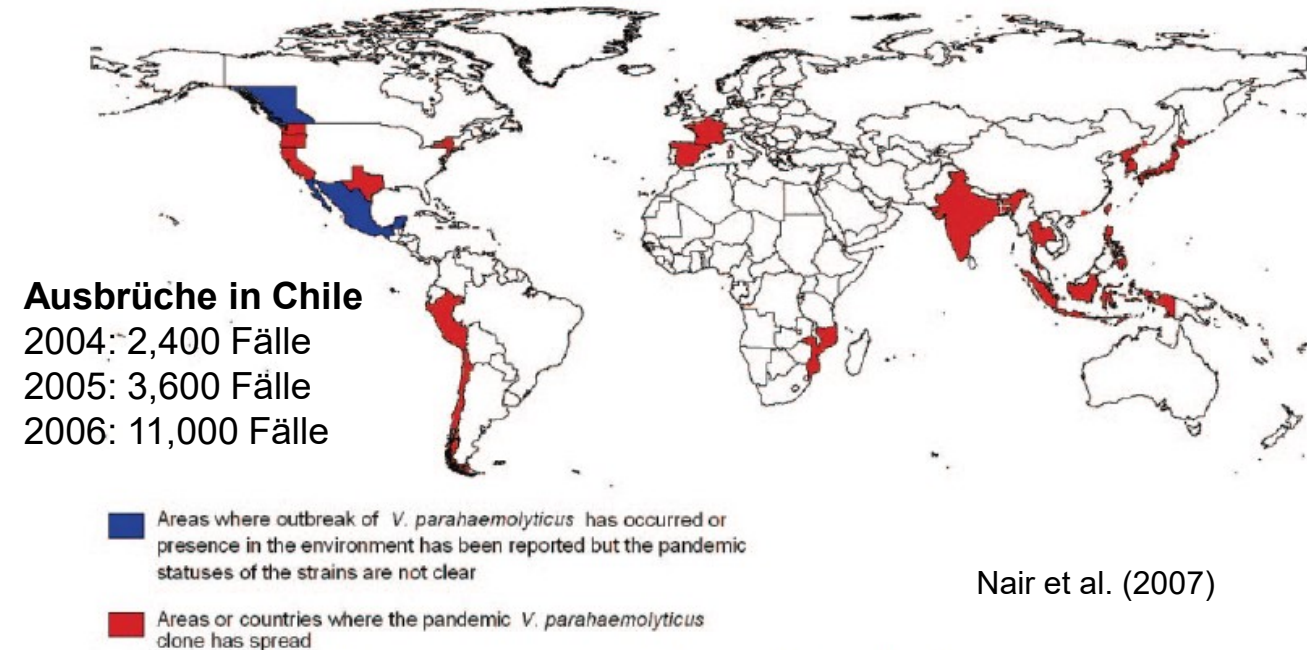 Ausbrüche in Chile
2004: 2,400 Fälle
2005: 3,600 Fälle
2006: 11,000 Fälle
Areas where outbreak of V. parahaemolyticus has occurred or
presence in the environment has been reported but the pandemic
statuses of the strains are not clear
Nair et al. (2007)
Areas or countries where the pandemic V. parahaemolyticus
clone has spread